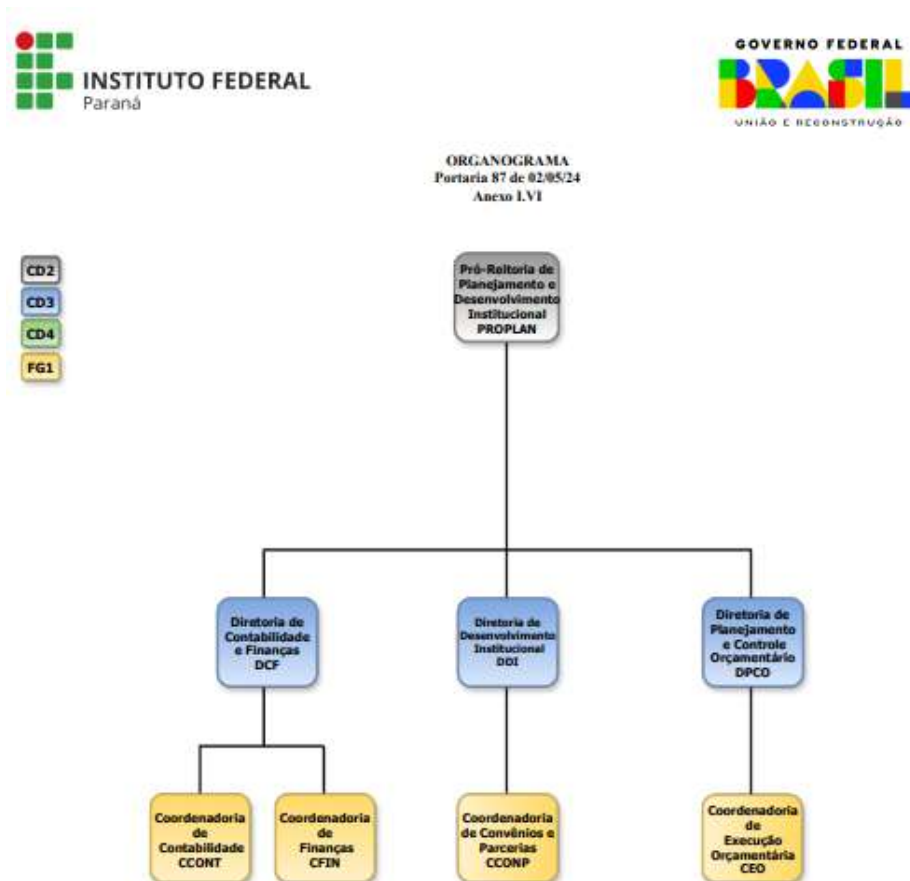 INSTITUTO FEDERAL
Paraná
GOVERNO FEDERAL
BRASIL
UNIÃO E RECONSTRUÇÃO
ORGANOGRAMA
Portaria 87 de 02/05/24
Anexo I.VI
CD2
CD3
CD4
FG1
Pró-Reitoria de
Planejamento e
Desenvolvimento
Institucional
PROPLAN
Diretoria de
Contabilidade
e Finanças
DCF
Diretoria de
Desenvolvimento
Institucional
DDI
Diretoria de
Planejamento
e Controle
Orçamentário
DPCO
Coordenadoria
de
Contabilidade
CCONT
Coordenadoria
de
Finanças
CFIN
Coordenadoria
de Convênios e
Parcerias
CCONP
Coordenadoria
de
Execução
Orçamentária
CEO